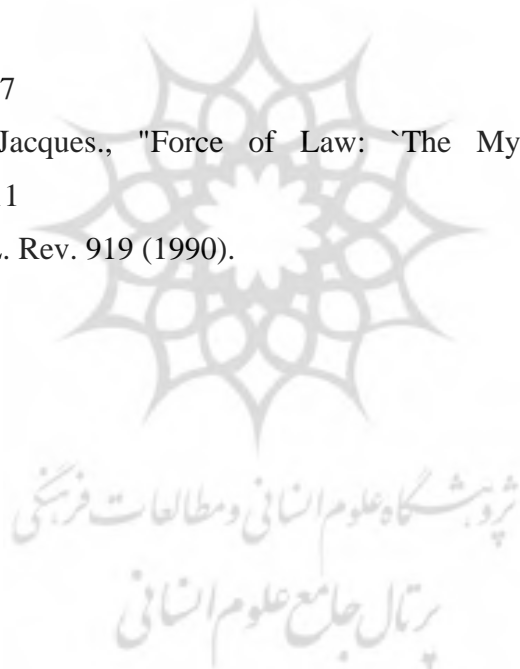 7
Jacques., "Force of Law: `The My
11
L. Rev. 919 (1990).
پژوهشگاه علوم انسانی و مطالعات فرهنگی
پرتال جامع علوم انسانی